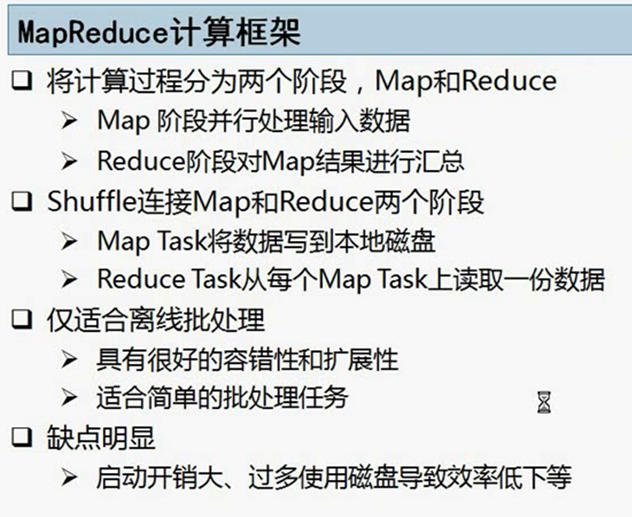 MapReduce计算框架
将计算过程分为两个阶段，Map和Reduce
Map 阶段并行处理输入数据
Reduce阶段对Map结果进行汇总
Shuffle连接Map和Reduce两个阶段
Map Task将数据写到本地磁盘
Reduce Task从每个Map Task上读取一份数据
仅适合离线批处理
具有很好的容错性和扩展性
适合简单的批处理任务
缺点明显
启动开销大、过多使用磁盘导致效率低下等